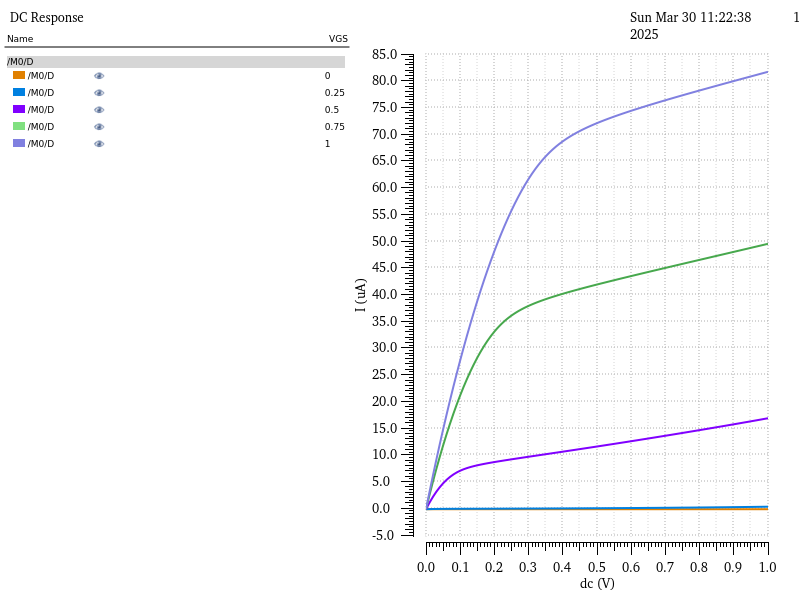 DC Response
Sun Mar 30 11:22:38 1
2025
Name VGS
/M0/D
/M0/D 0
/M0/D 0.25
/M0/D 0.5
/M0/D 0.75
/M0/D 1
85.0
80.0
75.0
70.0
65.0
60.0
55.0
50.0
45.0
40.0
35.0
30.0
25.0
20.0
15.0
10.0
5.0
0.0
-5.0
I (uA)
0.0 0.1 0.2 0.3 0.4 0.5 0.6 0.7 0.8 0.9 1.0
dc (V)